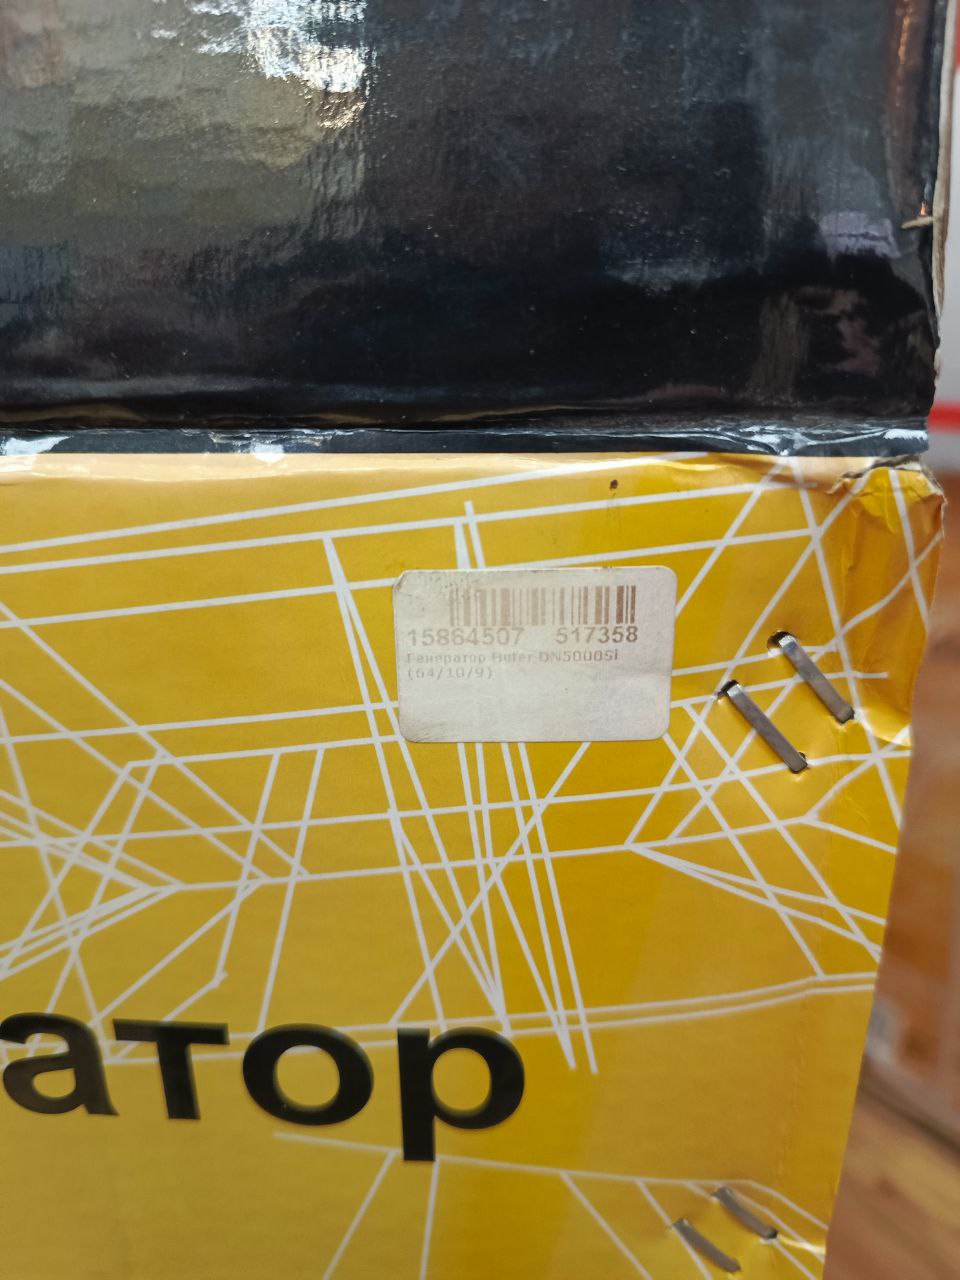 15864507 517358
Генератор Huter DN5000Si
(64/10/9)
атор